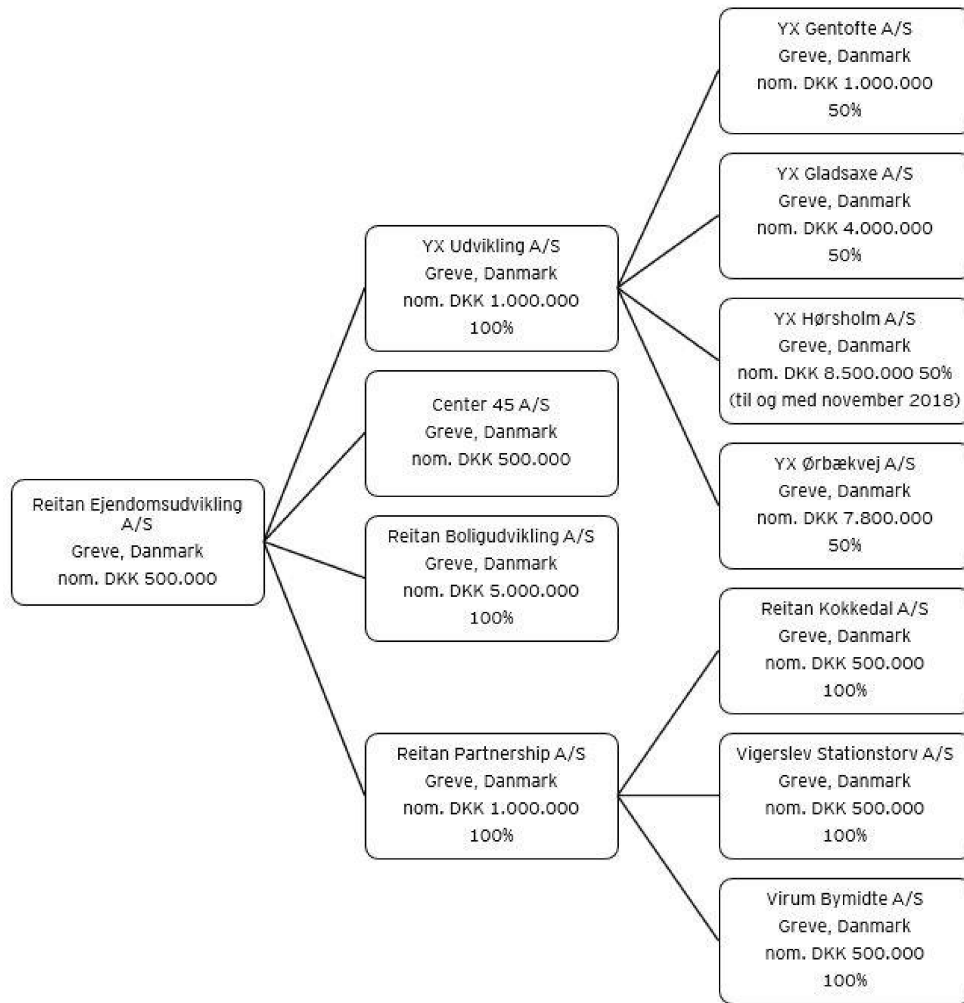 Reitan Ejendomsudvikling
A/S
Greve, Danmark
nom. DKK 500.000
YX Udvikling A/S
Greve, Danmark
nom. DKK 1.000.000
100%
Center 45 A/S
Greve, Danmark
nom. DKK 500.000
Reitan Boligudvikling A/S
Greve, Danmark
nom. DKK 5.000.000
100%
Reitan Partnership A/S
Greve, Danmark
nom. DKK 1.000.000
100%
YX Gentofte A/S
Greve, Danmark
nom. DKK 1.000.000
50%
YX Gladsaxe A/S
Greve, Danmark
nom. DKK 4.000.000
50%
YX Hørsholm A/S
Greve, Danmark
nom. DKK 8.500.000 50%
(til og med november 2018)
YX Ørbækvej A/S
Greve, Danmark
nom. DKK 7.800.000
50%
Reitan Kokkedal A/S
Greve, Danmark
nom. DKK 500.000
100%
Vigerslev Stationstorv A/S
Greve, Danmark
nom. DKK 500.000
100%
Virum Bymidte A/S
Greve, Danmark
nom. DKK 500.000
100%